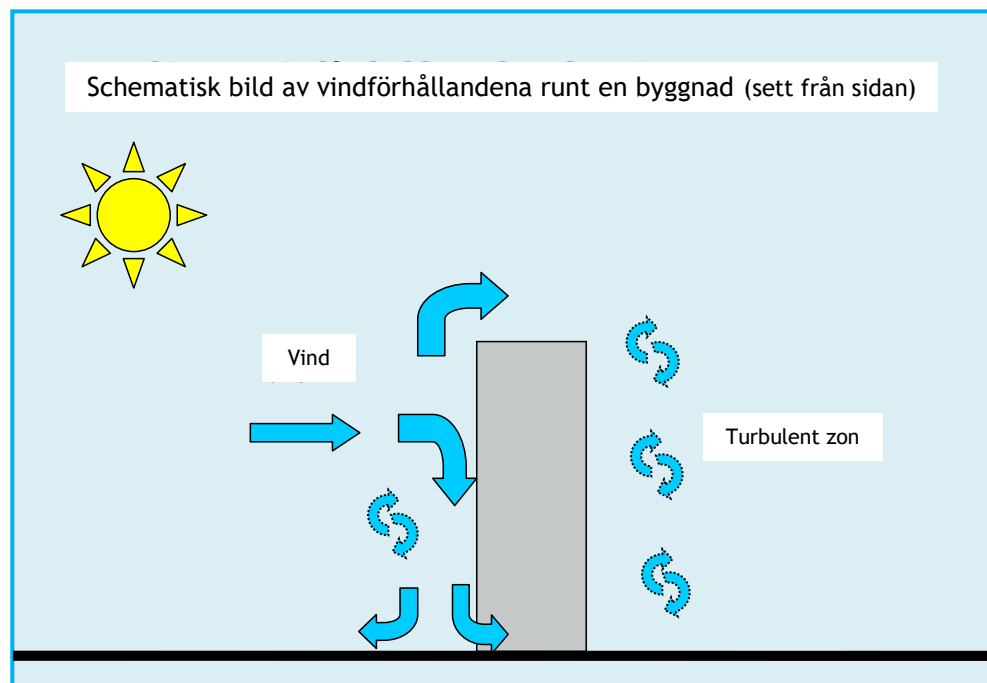 Schematisk bild av vindförhållandena runt en byggnad (sett från sidan)
Vind
Turbulent zon